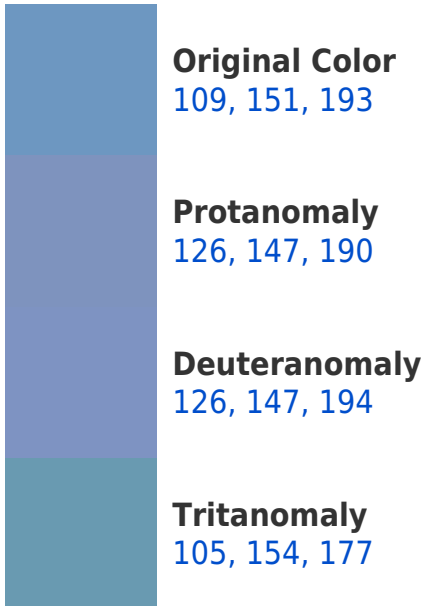 Original Color
109, 151, 193
Protanomaly
126, 147, 190
Deuteranomaly
126, 147, 194
Tritanomaly
105, 154, 177